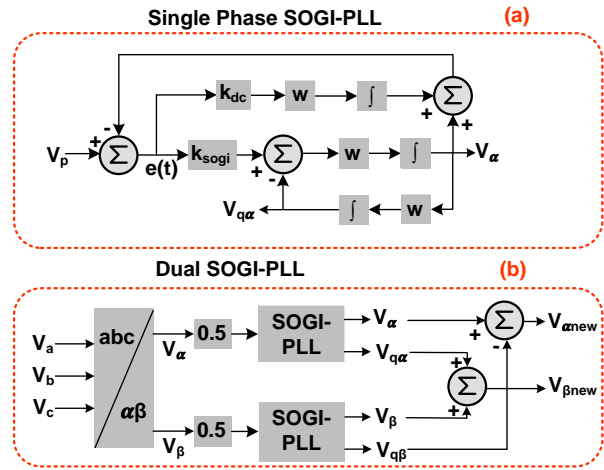 Single Phase SOGI-PLL
(a)
k_dc w ∫ Σ
- + + +
V_p Σ e(t) k_sogi + - Σ w ∫ V_α
V_qα ∫ w
Dual SOGI-PLL
(b)
V_a V_b V_c
abc
αβ
V_α 0.5 SOGI-PLL V_α V_qα
V_β 0.5 SOGI-PLL V_β V_qβ
+ - Σ V_αnew
+ + Σ V_βnew